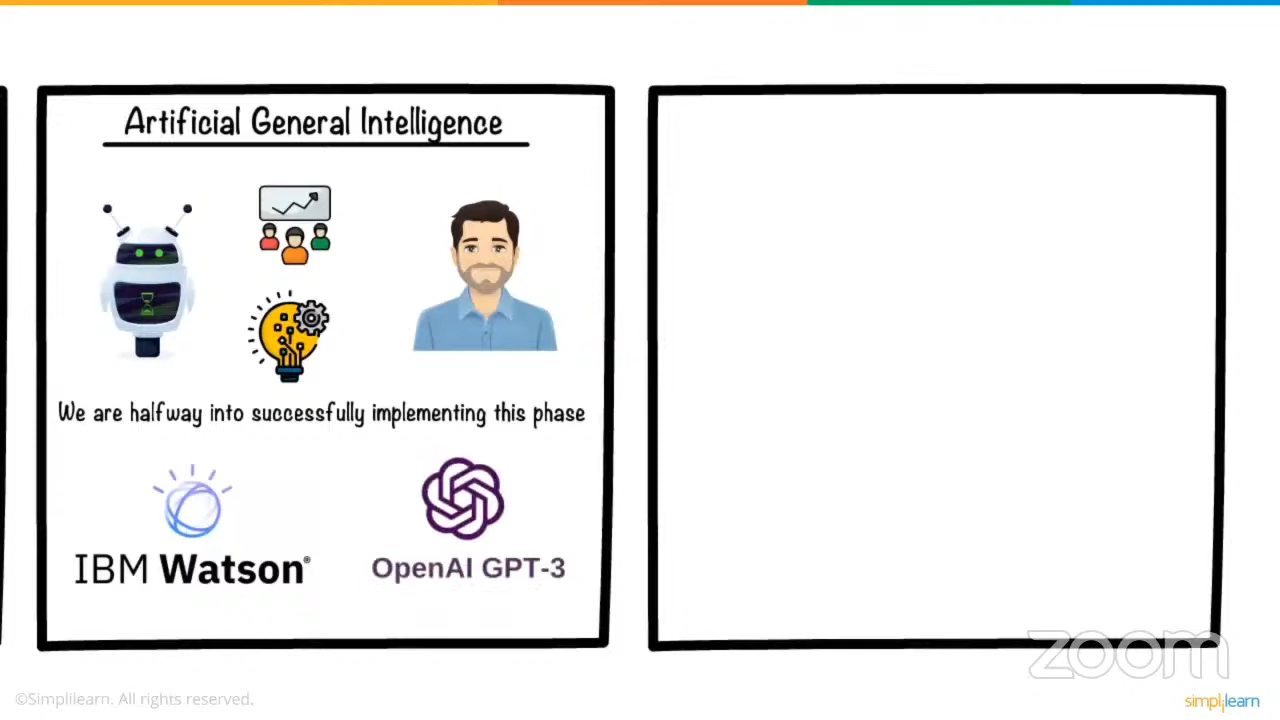 Artificial General Intelligence
We are halfway into successfully implementing this phase
IBM Watson®
OpenAI GPT-3
zoom
©Simplilearn. All rights reserved.
simplilearn